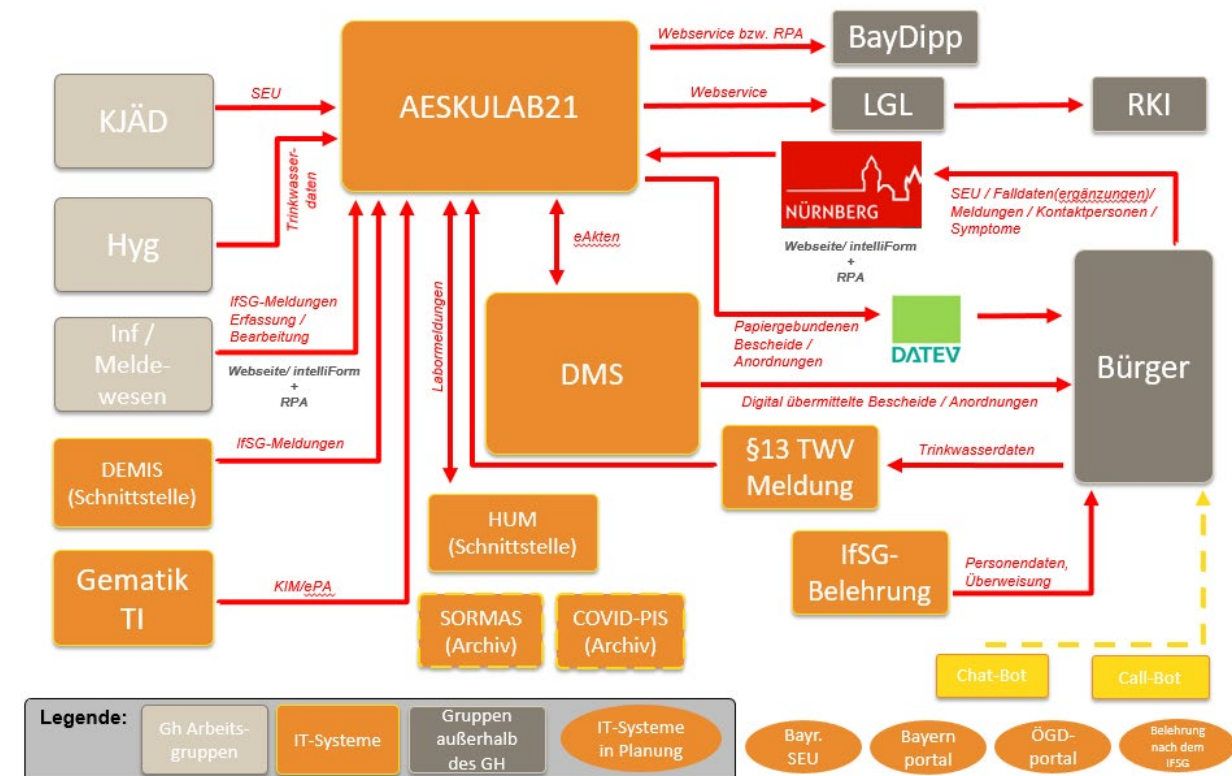 KJÄD
SEU
AESKULAB21
Webservice bzw. RPA
BayDipp
Webservice
LGL
RKI
Hyg
Trinkwasser-
daten
NÜRNBERG
Webseite/ intelliForm
+
RPA
SEU / Falldaten(ergänzungen)/
Meldungen / Kontaktpersonen /
Symptome
eAkten
Inf /
Melde-
wesen
IfSG-Meldungen
Erfassung /
Bearbeitung
Webseite/ intelliForm
+
RPA
Labormeldungen
DMS
Papiergebundenen
Bescheide /
Anordnungen
DATEV
Bürger
Digital übermittelte Bescheide / Anordnungen
DEMIS
(Schnittstelle)
IfSG-Meldungen
§13 TWV
Meldung
Trinkwasserdaten
HUM
(Schnittstelle)
IfSG-
Belehrung
Personendaten,
Überweisung
Gematik
TI
KIM/ePA
SORMAS
(Archiv)
COVID-PIS
(Archiv)
Chat-Bot
Call-Bot
Legende:
Gh Arbeits-
gruppen
IT-Systeme
Gruppen
außerhalb
des GH
IT-Systeme
in Planung
Bayr.
SEU
Bayern
portal
ÖGD-
portal
Belehrung
nach dem
IFSG